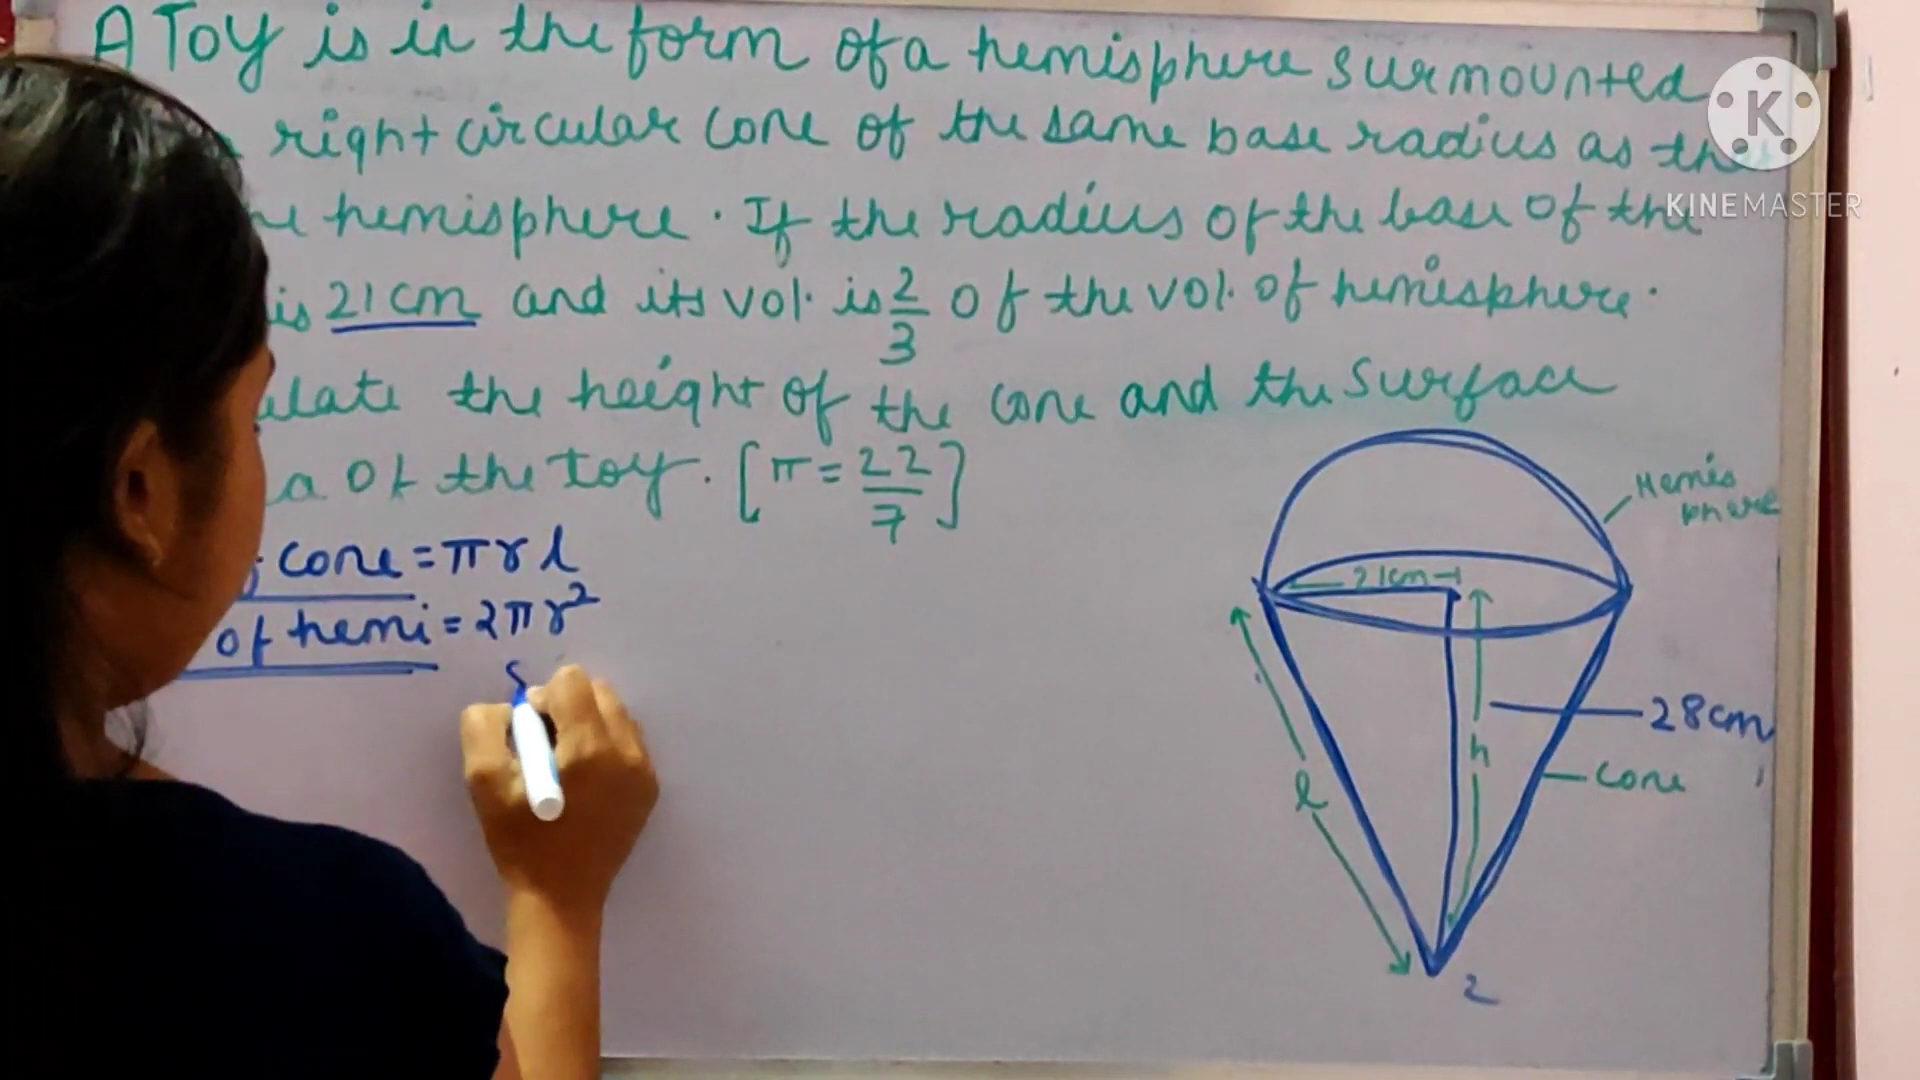 A Toy is in the form of a hemisphere surmounted
right circular cone of the same base radius as the
hemisphere. If the radius of the base of the
is 21 cm and its vol. is 2/3 of the vol. of hemisphere.
the height of the cone and the surface
of the toy. [π = 22/7]
cone = πrl
of hemi = 2πr²
Hemisphere
21cm
28cm
h
l
cone
2
K
KINEMASTER